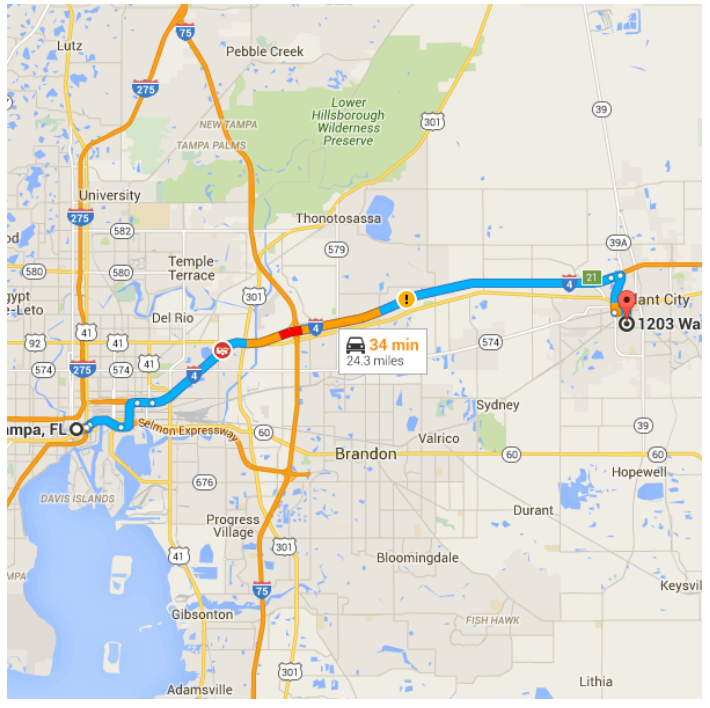 Lutz
75
Pebble Creek
275
Lower
Hillsborough
Wilderness
Preserve
301
39
NEW TAMPA
TAMPA PALMS
University
275
582
Thonotosassa
579
39A
580
580
Temple
Terrace
301
21
4
ant City
gypt
e-Leto
Del Rio
41
41
92
4
1203 Wa
574
574
275
574
34 min
24.3 miles
4
Sydney
ampa, FL
Selmon Expressway
60
Valrico
39
Brandon
60
60
Hopewell
676
DAVIS ISLANDS
Durant
Progress
Village
41
301
Bloomingdale
75
Keysvi
TAMPA
Gibsonton
FISH HAWK
301
Adamsville
Lithia